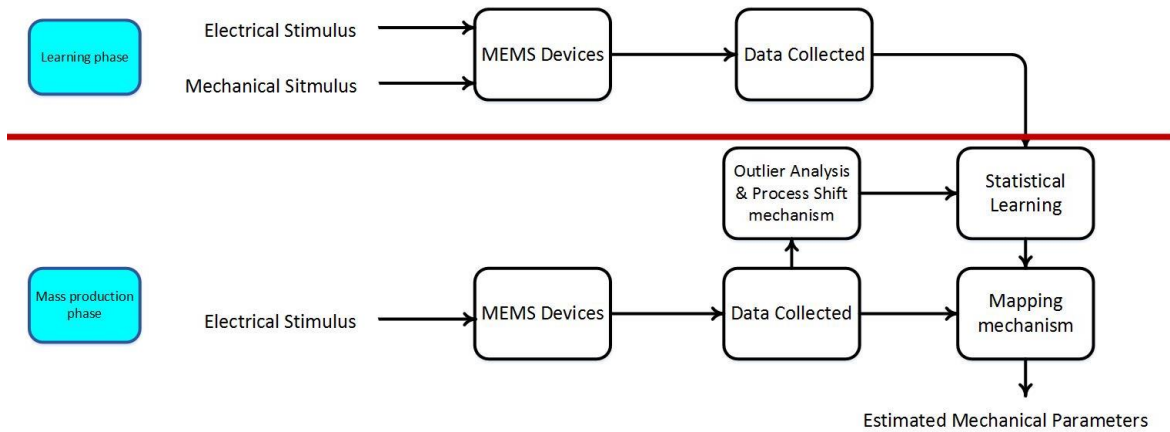 Learning phase
Electrical Stimulus
Mechanical Sitmulus
MEMS Devices
Data Collected
Outlier Analysis
& Process Shift
mechanism
Statistical
Learning
Mass production
phase
Electrical Stimulus
MEMS Devices
Data Collected
Mapping
mechanism
Estimated Mechanical Parameters